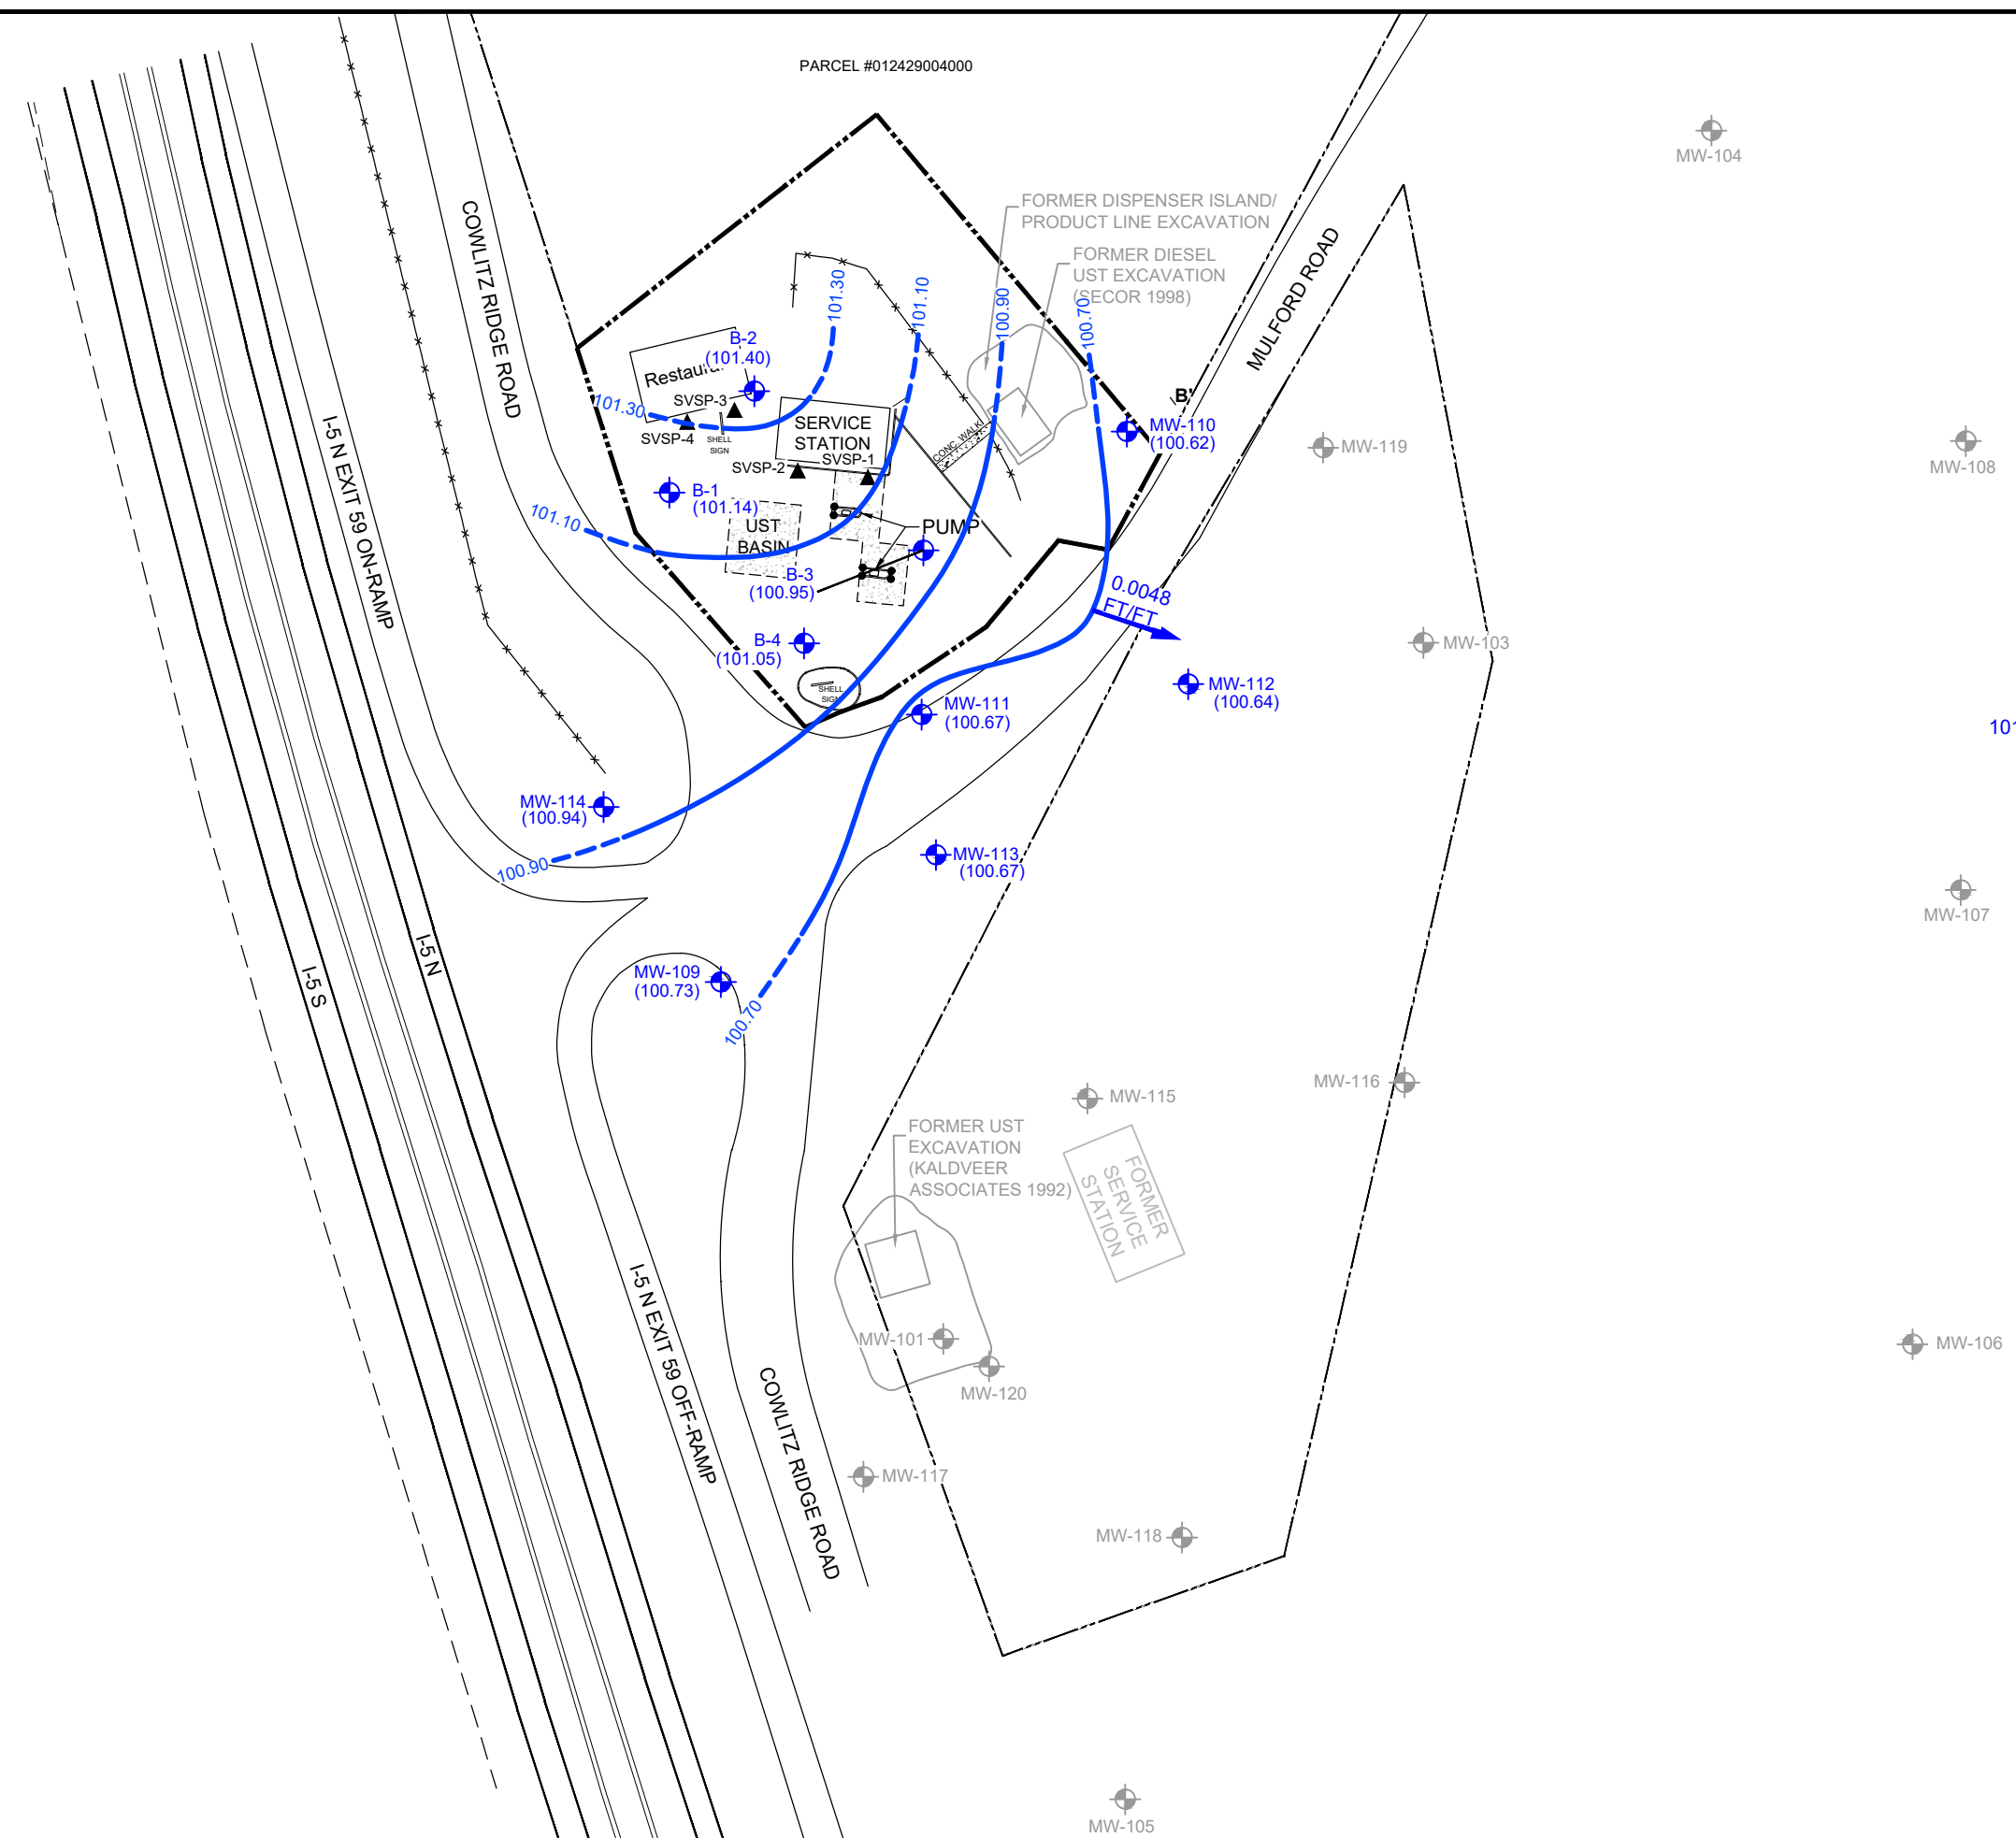 PARCEL #012429004000
MW-104
FORMER DISPENSER ISLAND/
PRODUCT LINE EXCAVATION
FORMER DIESEL
UST EXCAVATION
(SECOR 1998)
MULFORD ROAD
COWLITZ RIDGE ROAD
101.30
101.10
100.90
100.70
B-2
(101.40)
101.30
SVSP-3
SVSP-4
SHELL
SIGN
SERVICE
STATION
SVSP-1
SVSP-2
CONC. WALK
B'
MW-110
(100.62)
MW-119
MW-108
I-5 N EXIT 59 ON-RAMP
B-1
(101.14)
101.10
UST
BASIN
PUMP
B-3
(100.95)
0.0048
FT/FT
B-4
(101.05)
SHELL
SIGN
MW-103
MW-112
(100.64)
MW-111
(100.67)
101
MW-114
(100.94)
100.90
MW-113
(100.67)
MW-107
I-5 N
I-5 S
MW-109
(100.73)
100.70
MW-116
MW-115
FORMER UST
EXCAVATION
(KALDVEER
ASSOCIATES 1992)
FORMER
SERVICE
STATION
I-5 N EXIT 59 OFF-RAMP
MW-101
MW-120
MW-106
COWLITZ RIDGE ROAD
MW-117
MW-118
MW-105